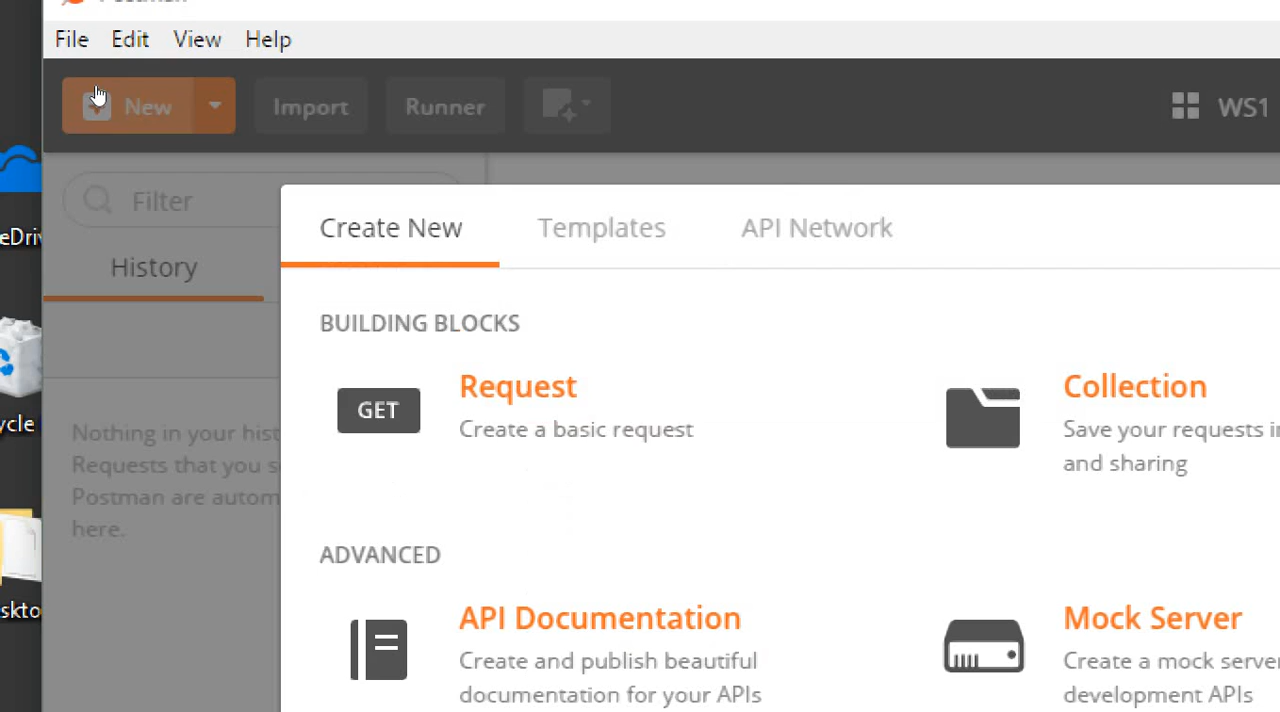 Postman
File Edit View Help
New Import Runner WS1
Filter
Create New Templates API Network
History
BUILDING BLOCKS
Request Collection
GET
Create a basic request Save your requests in
and sharing
Nothing in your hist
Requests that you s
Postman are autom
here.
ADVANCED
API Documentation Mock Server
Create and publish beautiful Create a mock server
documentation for your APIs development APIs
eDriv
ycle
skto